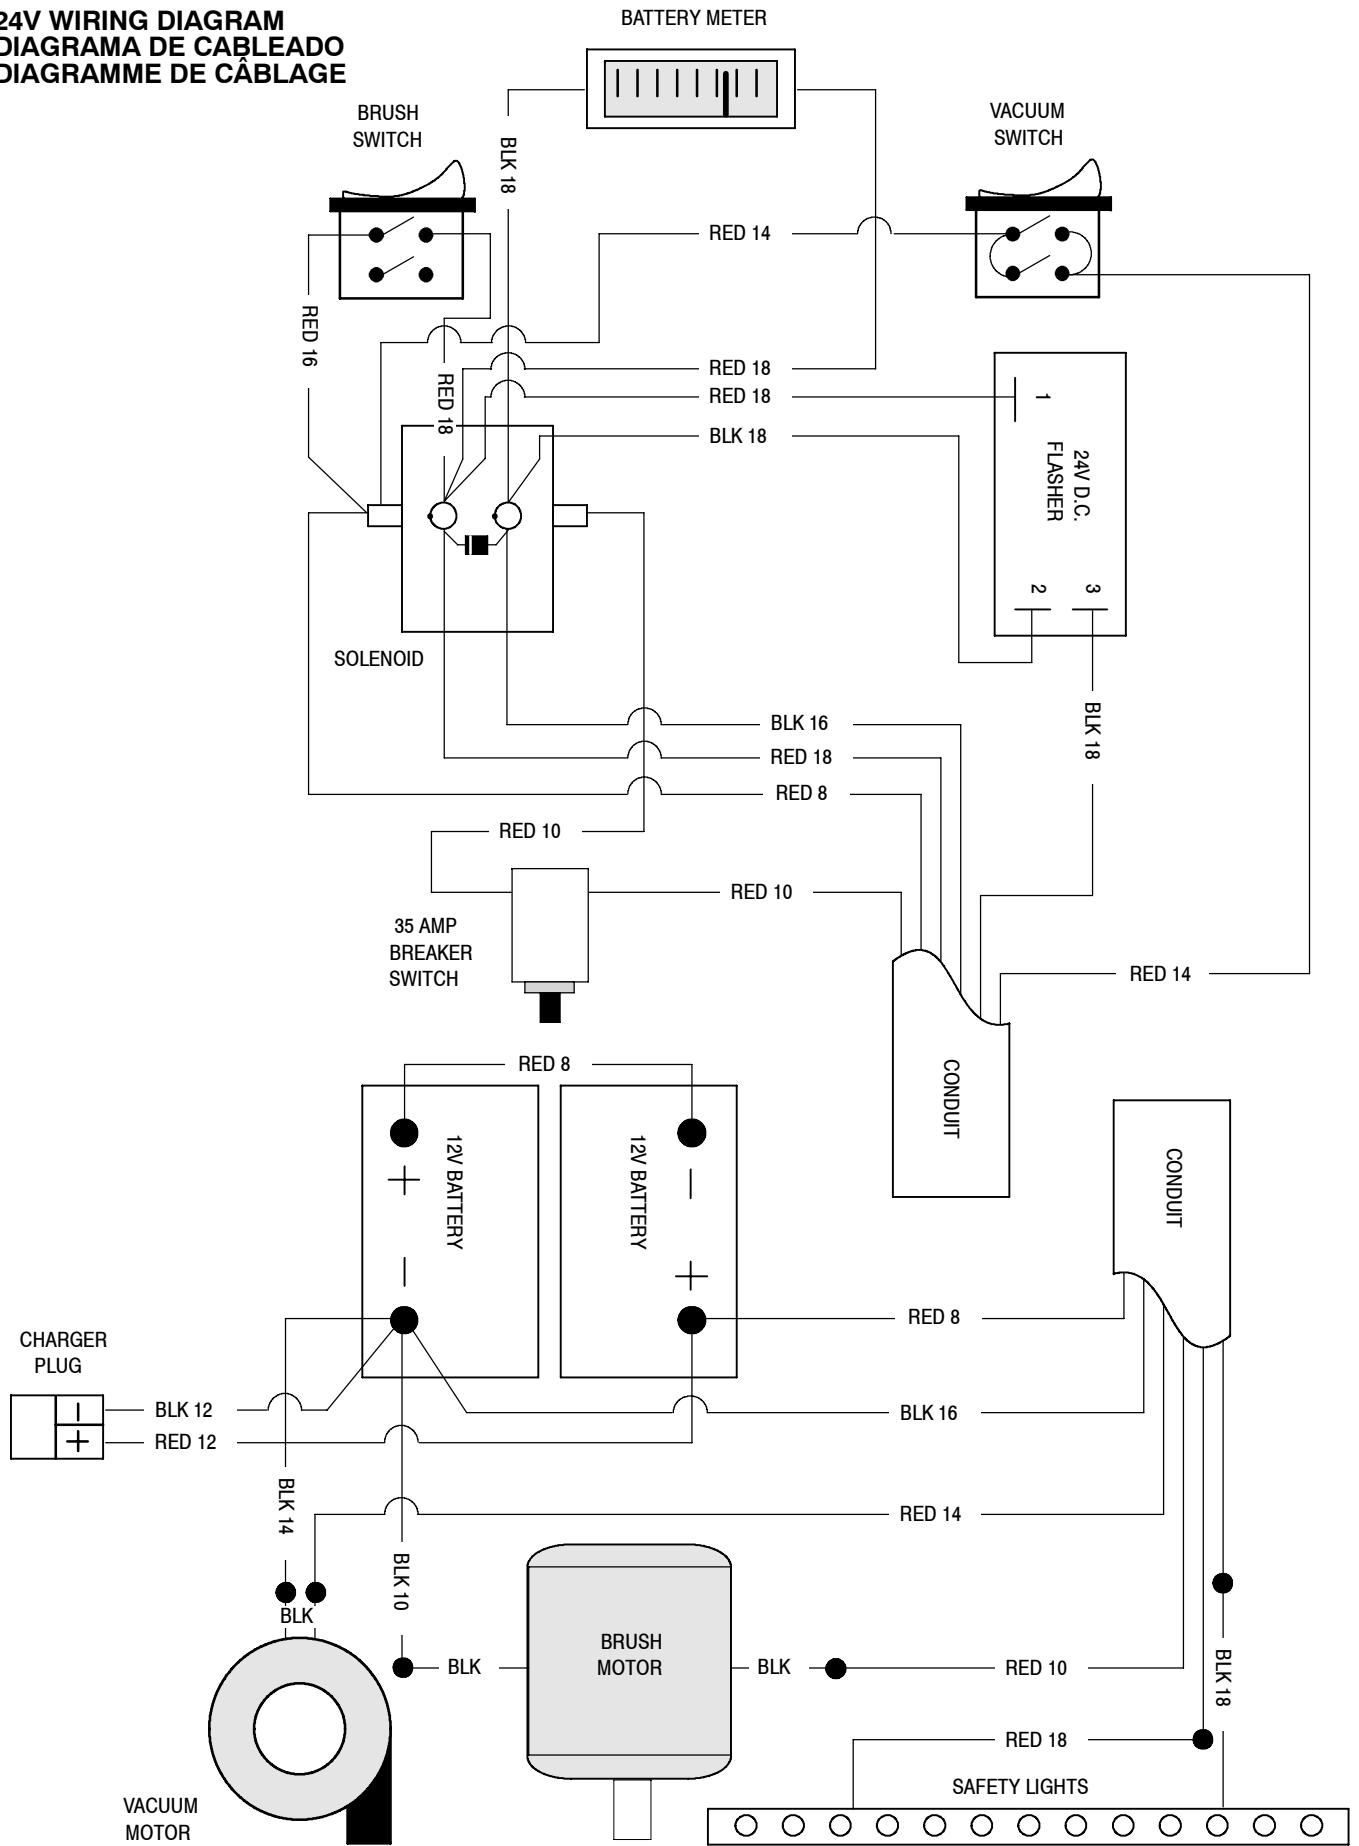 24V WIRING DIAGRAM
DIAGRAMA DE CABLEADO
DIAGRAMME DE CÂBLAGE
BATTERY METER
BRUSH
SWITCH
VACUUM
SWITCH
BLK 18
RED 14
RED 16
RED 18
RED 18
RED 18
BLK 18
1
24V D.C.
FLASHER
2
3
SOLENOID
BLK 16
RED 18
RED 8
BLK 18
RED 10
RED 10
35 AMP
BREAKER
SWITCH
RED 14
CONDUIT
RED 8
12V BATTERY
+
–
12V BATTERY
–
+
CONDUIT
RED 8
CHARGER
PLUG
–
+
BLK 12
RED 12
BLK 16
BLK 14
RED 14
BLK 10
BLK
BRUSH
MOTOR
BLK
BLK
RED 10
BLK 18
RED 18
SAFETY LIGHTS
VACUUM
MOTOR